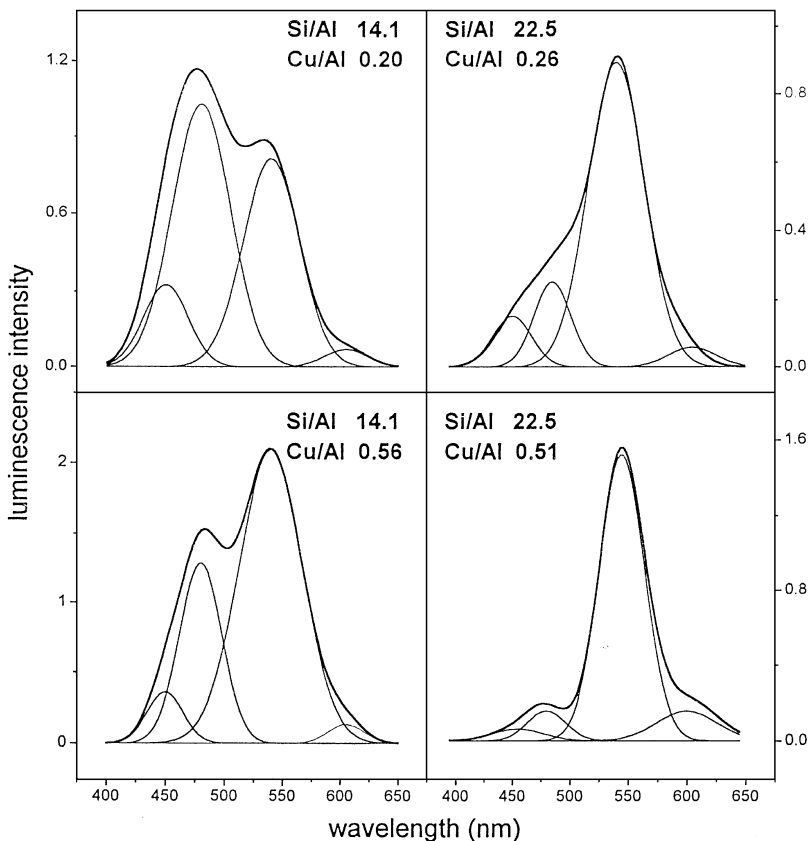 Si/Al 14.1
Cu/Al 0.20
Si/Al 22.5
Cu/Al 0.26
1.2
0.6
0.0
0.8
0.4
0.0
luminescence intensity
Si/Al 14.1
Cu/Al 0.56
Si/Al 22.5
Cu/Al 0.51
2
1
0
1.6
0.8
0.0
400 450 500 550 600 650
400 450 500 550 600 650
wavelength (nm)